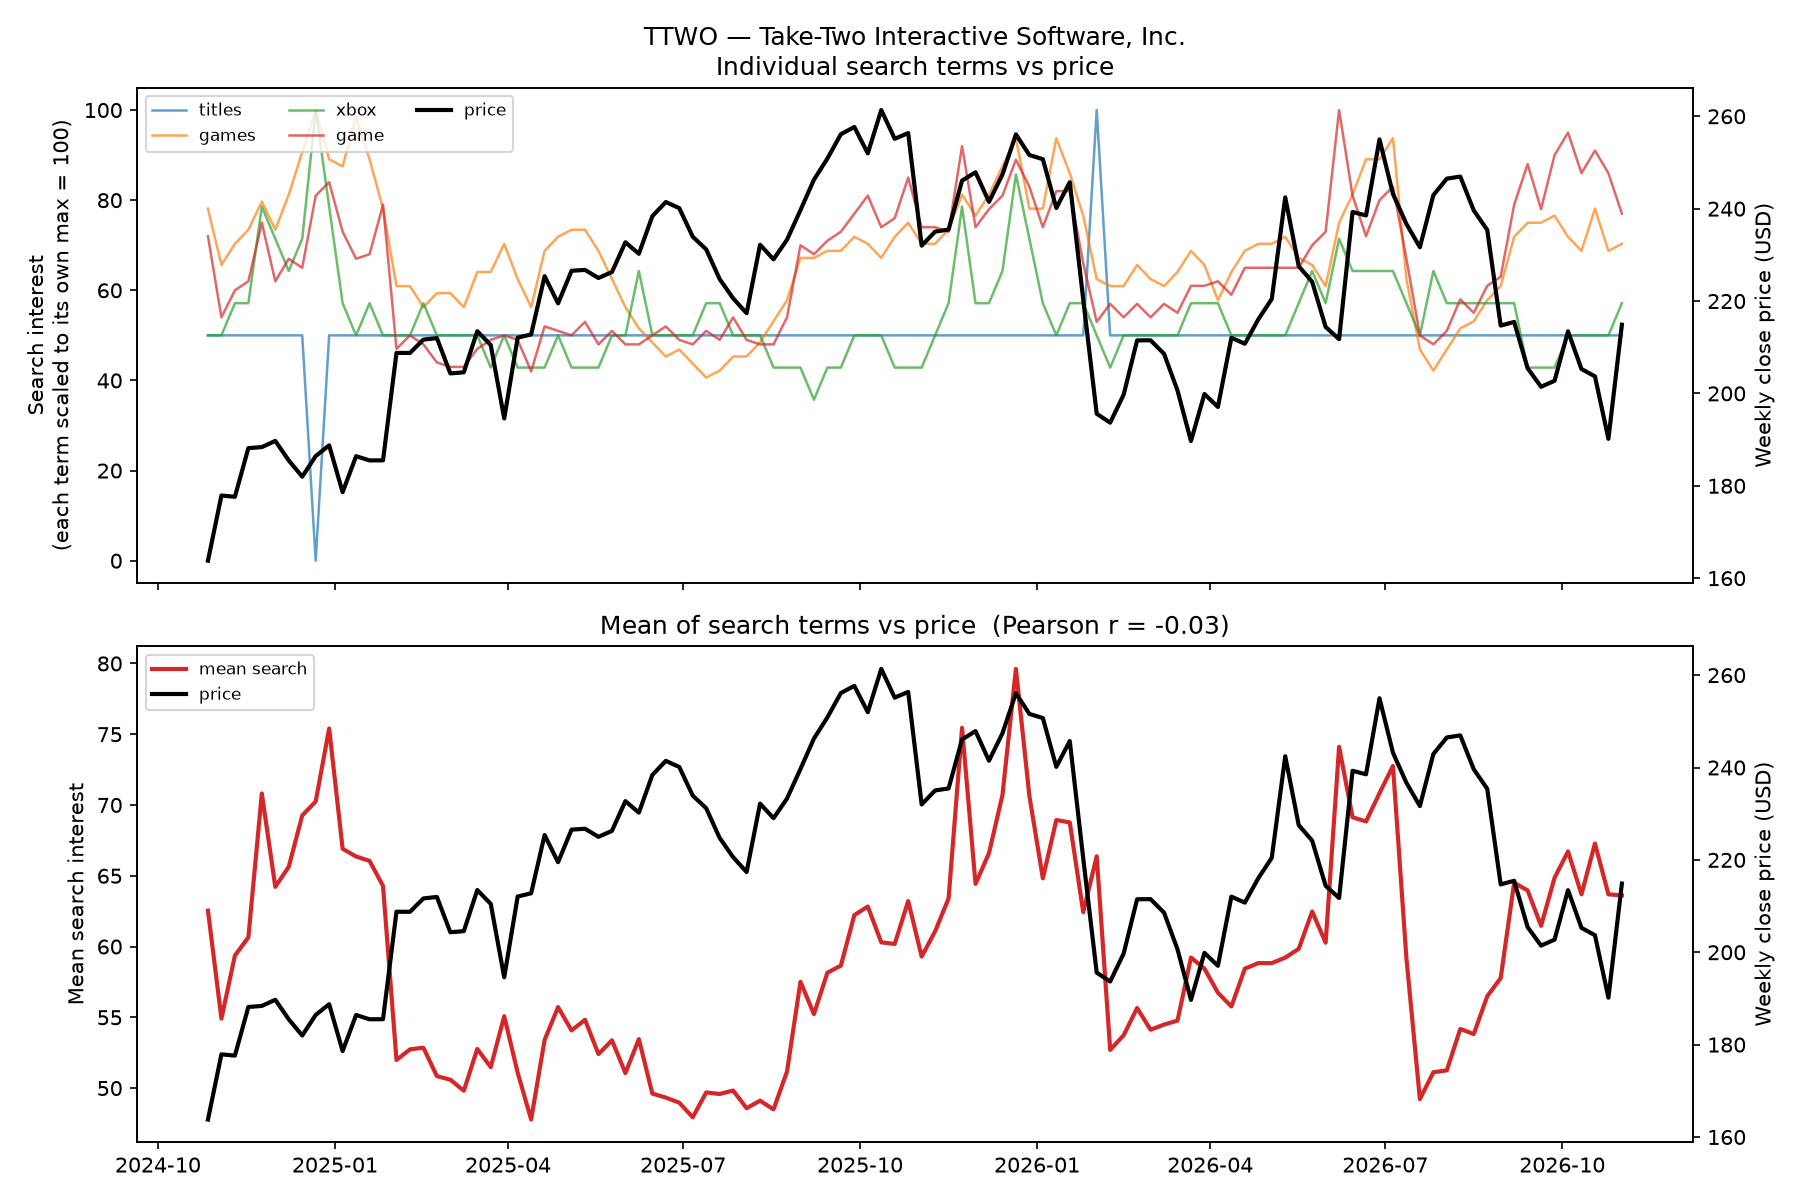 TTWO — Take-Two Interactive Software, Inc.
Individual search terms vs price
titles
games
xbox
game
price
Search interest
(each term scaled to its own max = 100)
100
80
60
40
20
0
Weekly close price (USD)
260
240
220
200
180
160
Mean of search terms vs price (Pearson r = -0.03)
mean search
price
Mean search interest
80
75
70
65
60
55
50
Weekly close price (USD)
260
240
220
200
180
160
2024-10 2025-01 2025-04 2025-07 2025-10 2026-01 2026-04 2026-07 2026-10